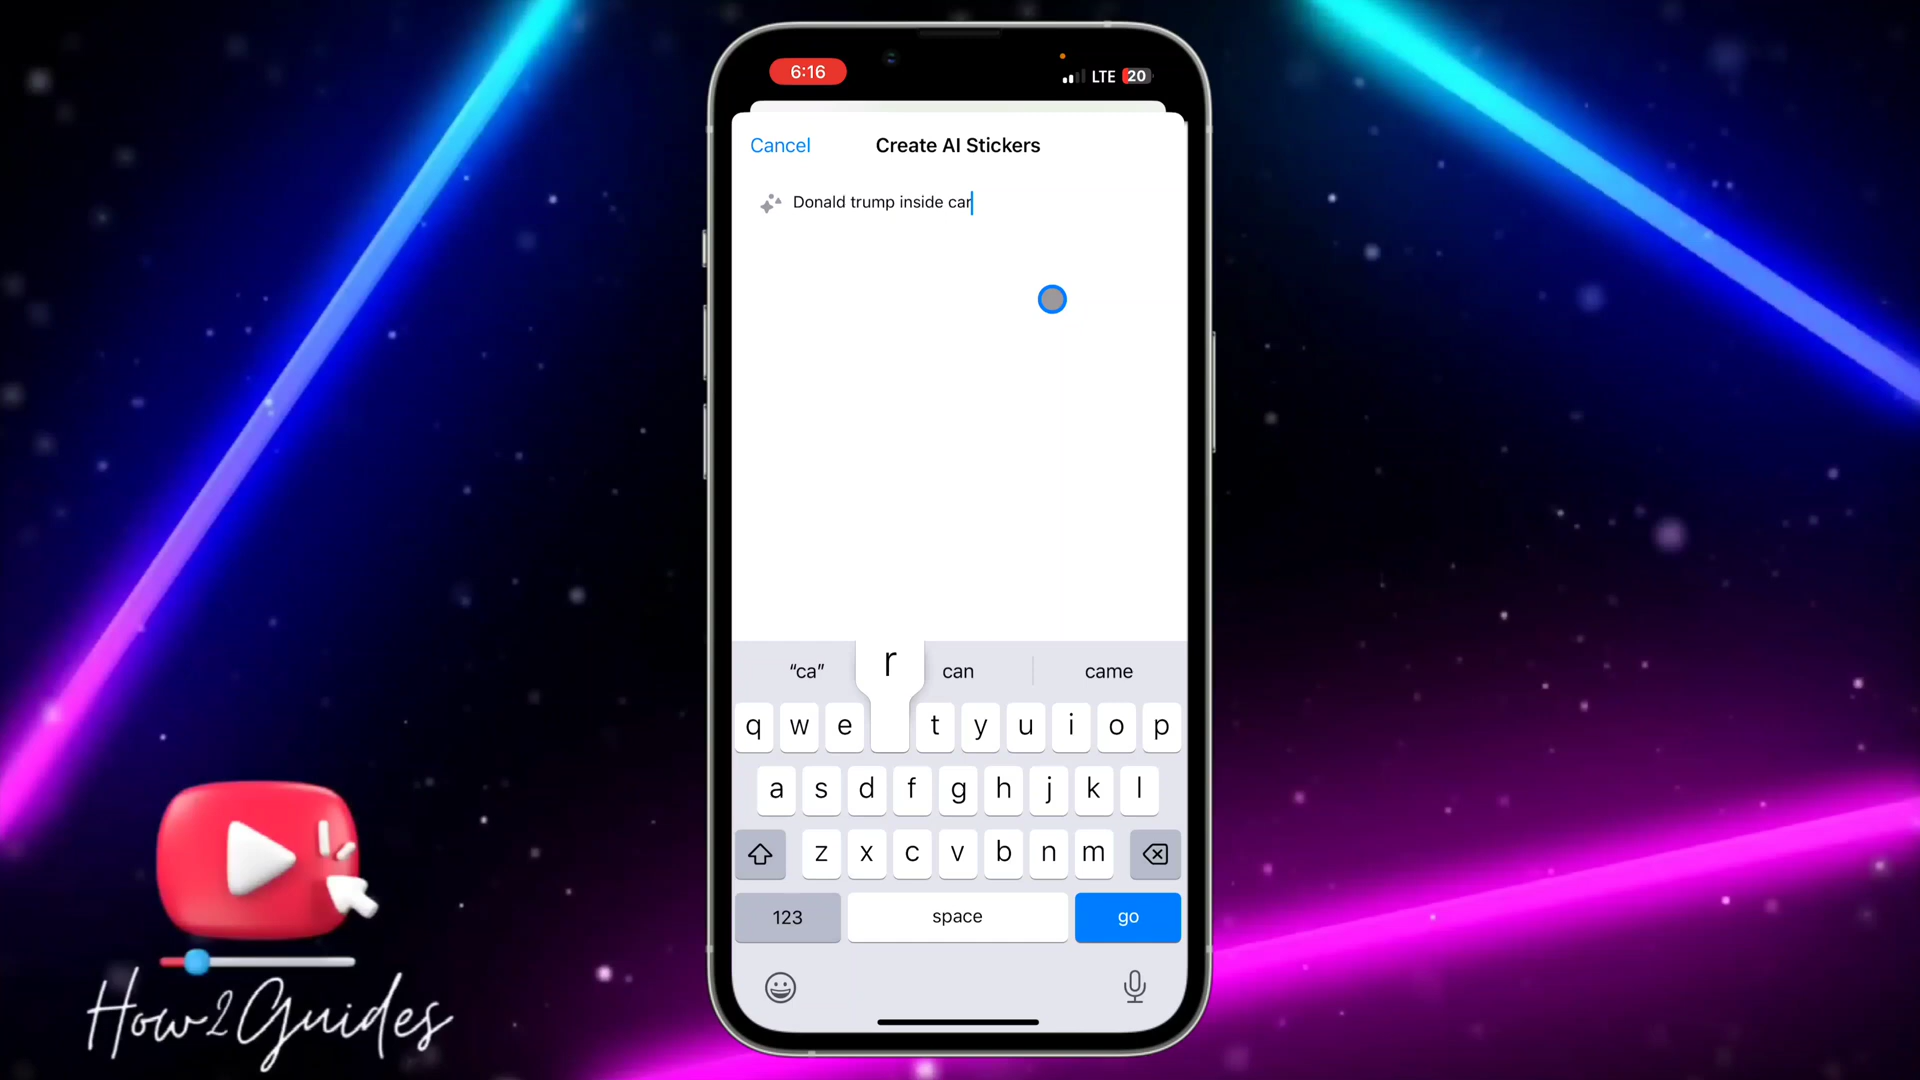 6:16
LTE 20
Cancel
Create AI Stickers
Donald trump inside car
“ca”
r
can
came
q w e t y u i o p
a s d f g h j k l
z x c v b n m
123
space
go
How2Guides